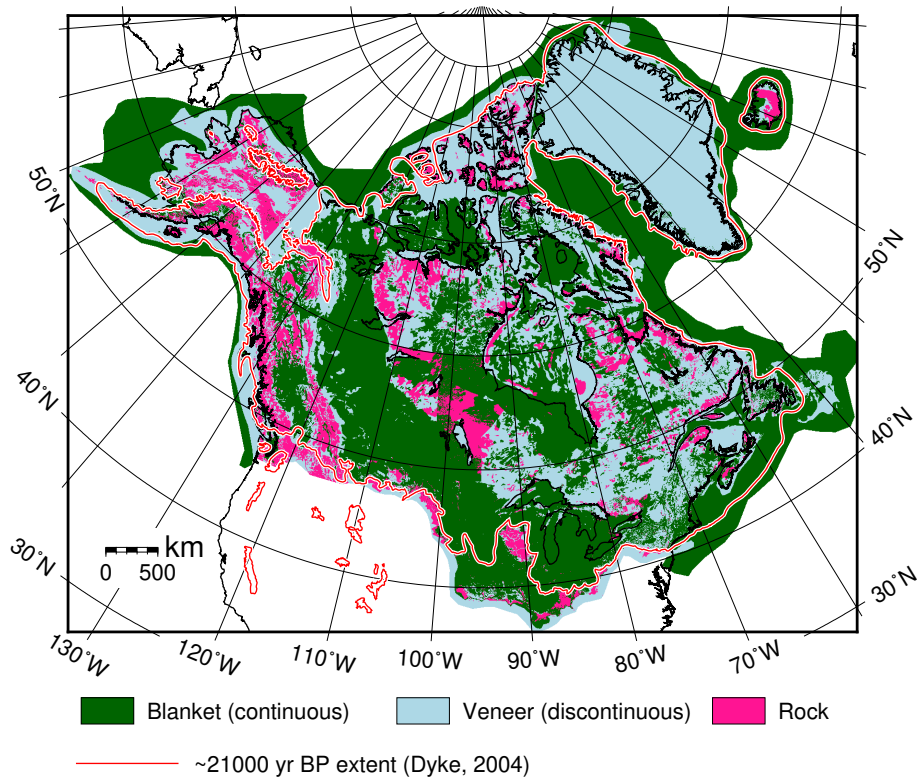 50°N
40°N
30°N
50°N
40°N
30°N
km
0 500
130°W 120°W 110°W 100°W 90°W 80°W 70°W
Blanket (continuous) Veneer (discontinuous) Rock
~21000 yr BP extent (Dyke, 2004)